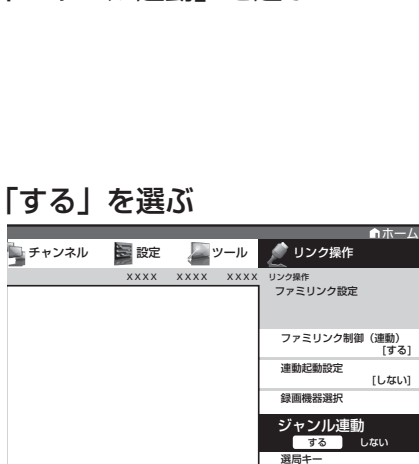 「する」を選ぶ
ホーム
チャンネル 設定 ツール リンク操作
XXXX XXXX XXXX リンク操作
ファミリンク設定
ファミリンク制御(連動)
[する]
連動起動設定
[しない]
録画機器選択
ジャンル連動
する しない
選局キー